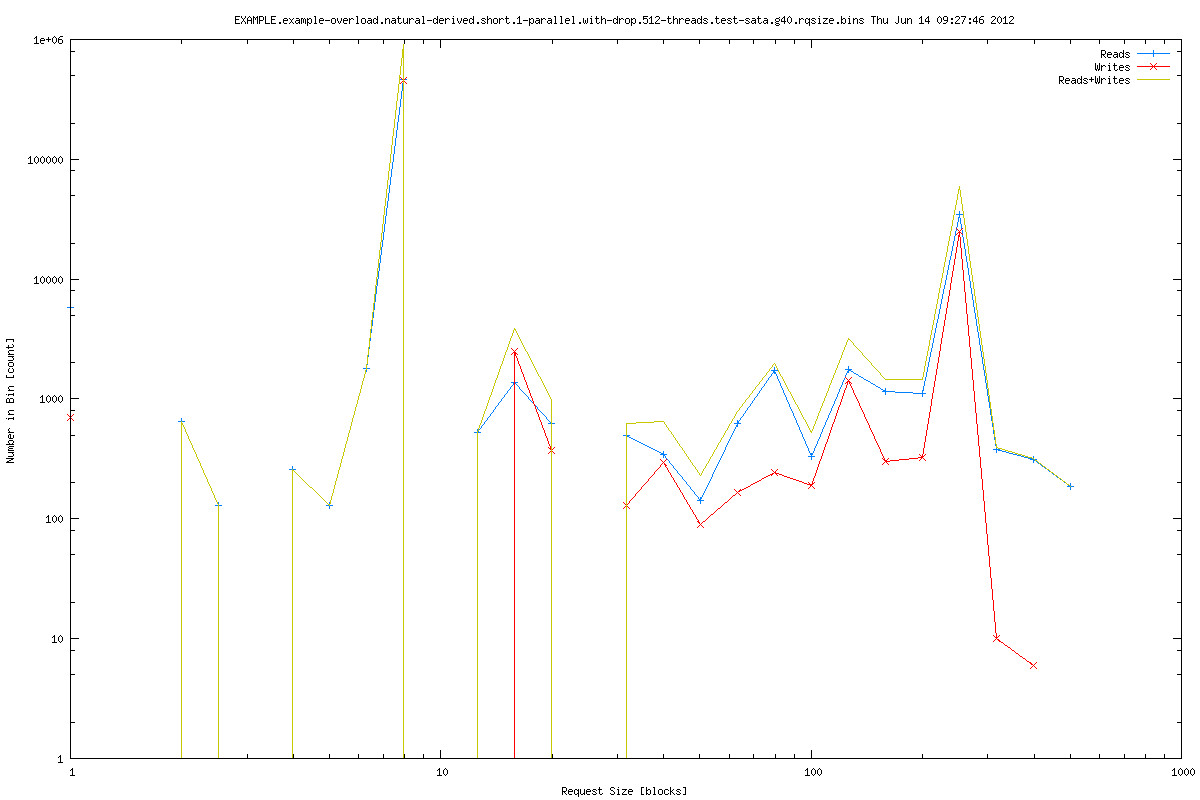 EXAMPLE.example-overload.natural-derived.short.1-parallel.with-drop.512-threads.test-sata.g40.rqsize.bins Thu Jun 14 09:27:46 2012
Reads
Writes
Reads+Writes
1e+06
100000
10000
1000
100
10
1
Number in Bin [count]
1 10 100 1000
Request Size [blocks]